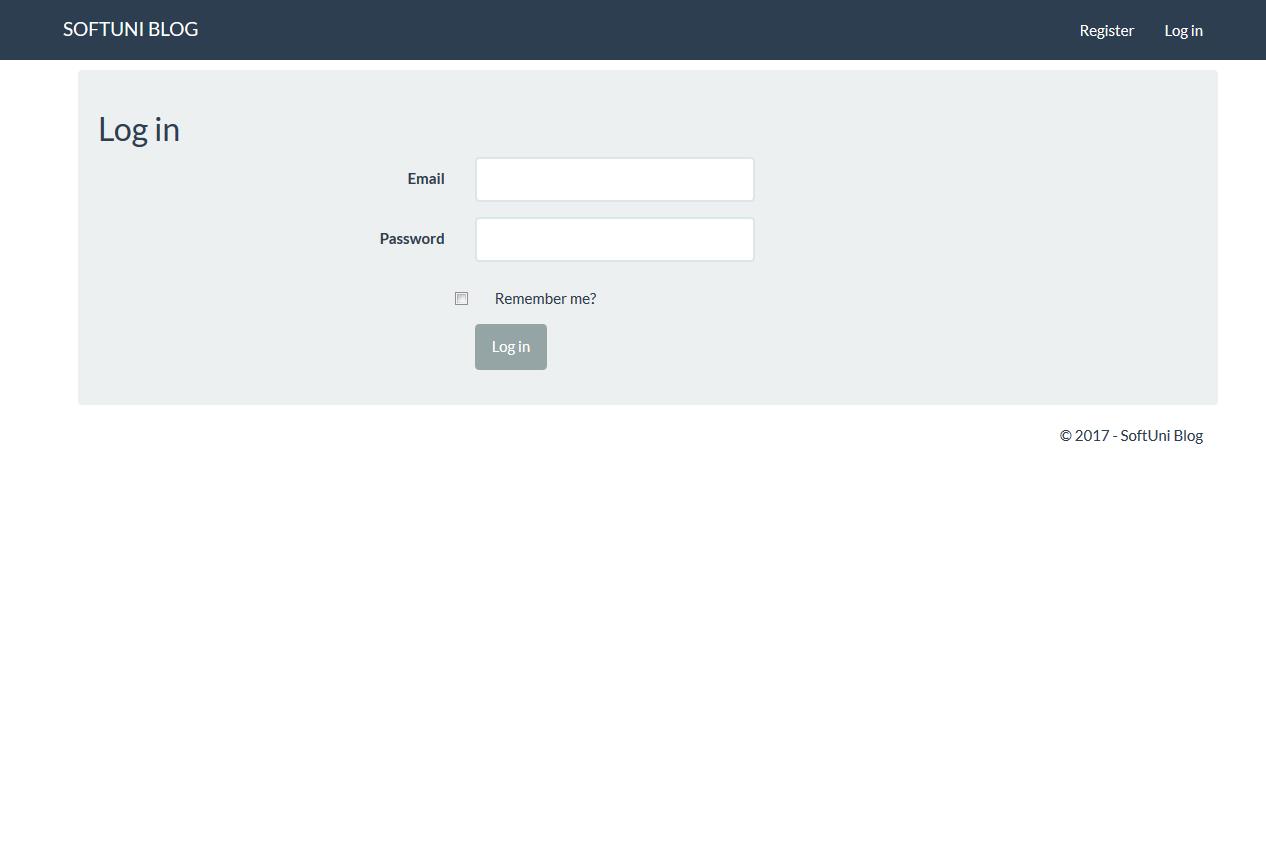 SOFTUNI BLOG Register Log in
Log in
Email
Password
Remember me?
Log in
© 2017 - SoftUni Blog